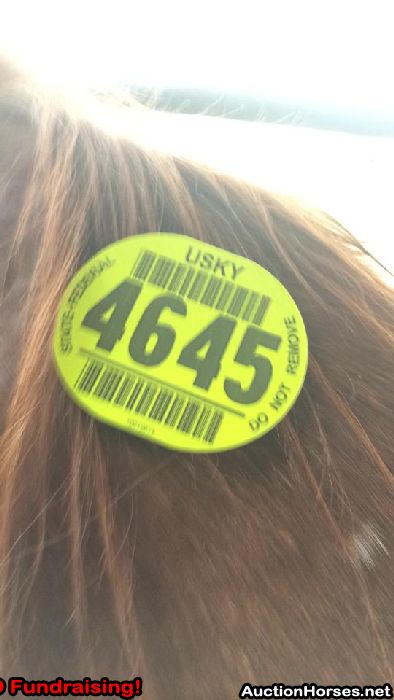 USKY
STATE-FEDERAL
4645
DO NOT REMOVE
Fundraising!
AuctionHorses.net